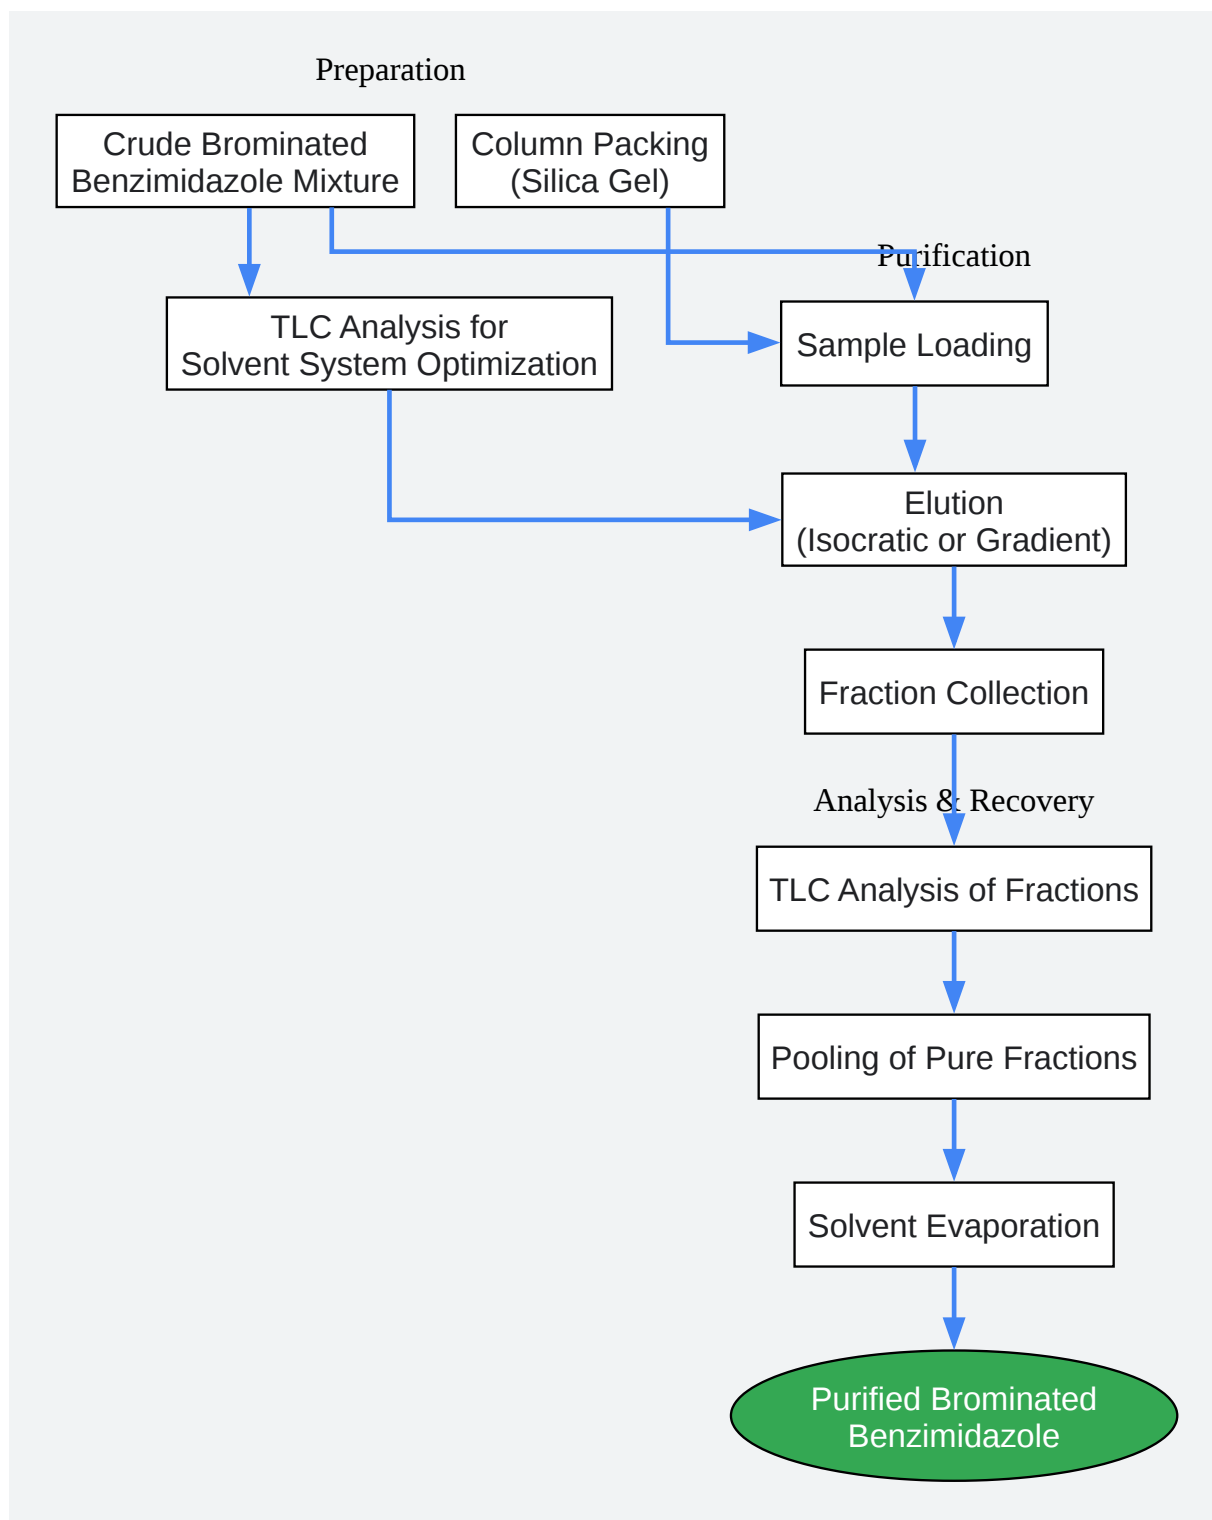 Preparation
Crude Brominated
Benzimidazole Mixture
Column Packing
(Silica Gel)
Purification
TLC Analysis for
Solvent System Optimization
Sample Loading
Elution
(Isocratic or Gradient)
Fraction Collection
Analysis & Recovery
TLC Analysis of Fractions
Pooling of Pure Fractions
Solvent Evaporation
Purified Brominated
Benzimidazole